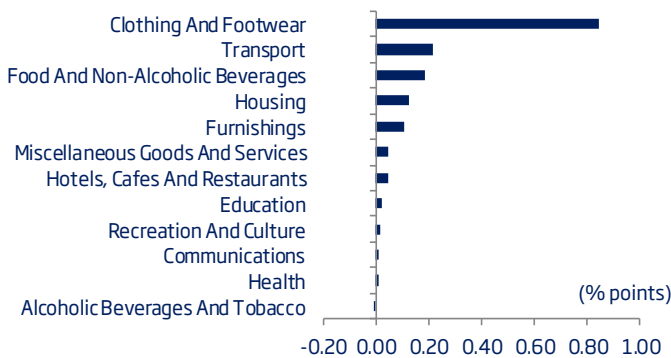 Clothing And Footwear
Transport
Food And Non-Alcoholic Beverages
Housing
Furnishings
Miscellaneous Goods And Services
Hotels, Cafes And Restaurants
Education
Recreation And Culture
Communications
Health
(% points)
Alcoholic Beverages And Tobacco
-0.20 0.00 0.20 0.40 0.60 0.80 1.00